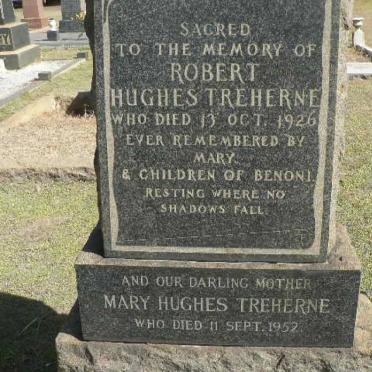 SACRED
TO THE MEMORY OF
ROBERT
HUGHES TREHERNE
WHO DIED 13 OCT. 1926
EVER REMEMBERED BY
MARY.
& CHILDREN OF BENONI.
RESTING WHERE NO
SHADOWS FALL.
AND OUR DARLING MOTHER
MARY HUGHES TREHERNE
WHO DIED 11 SEPT. 1952.